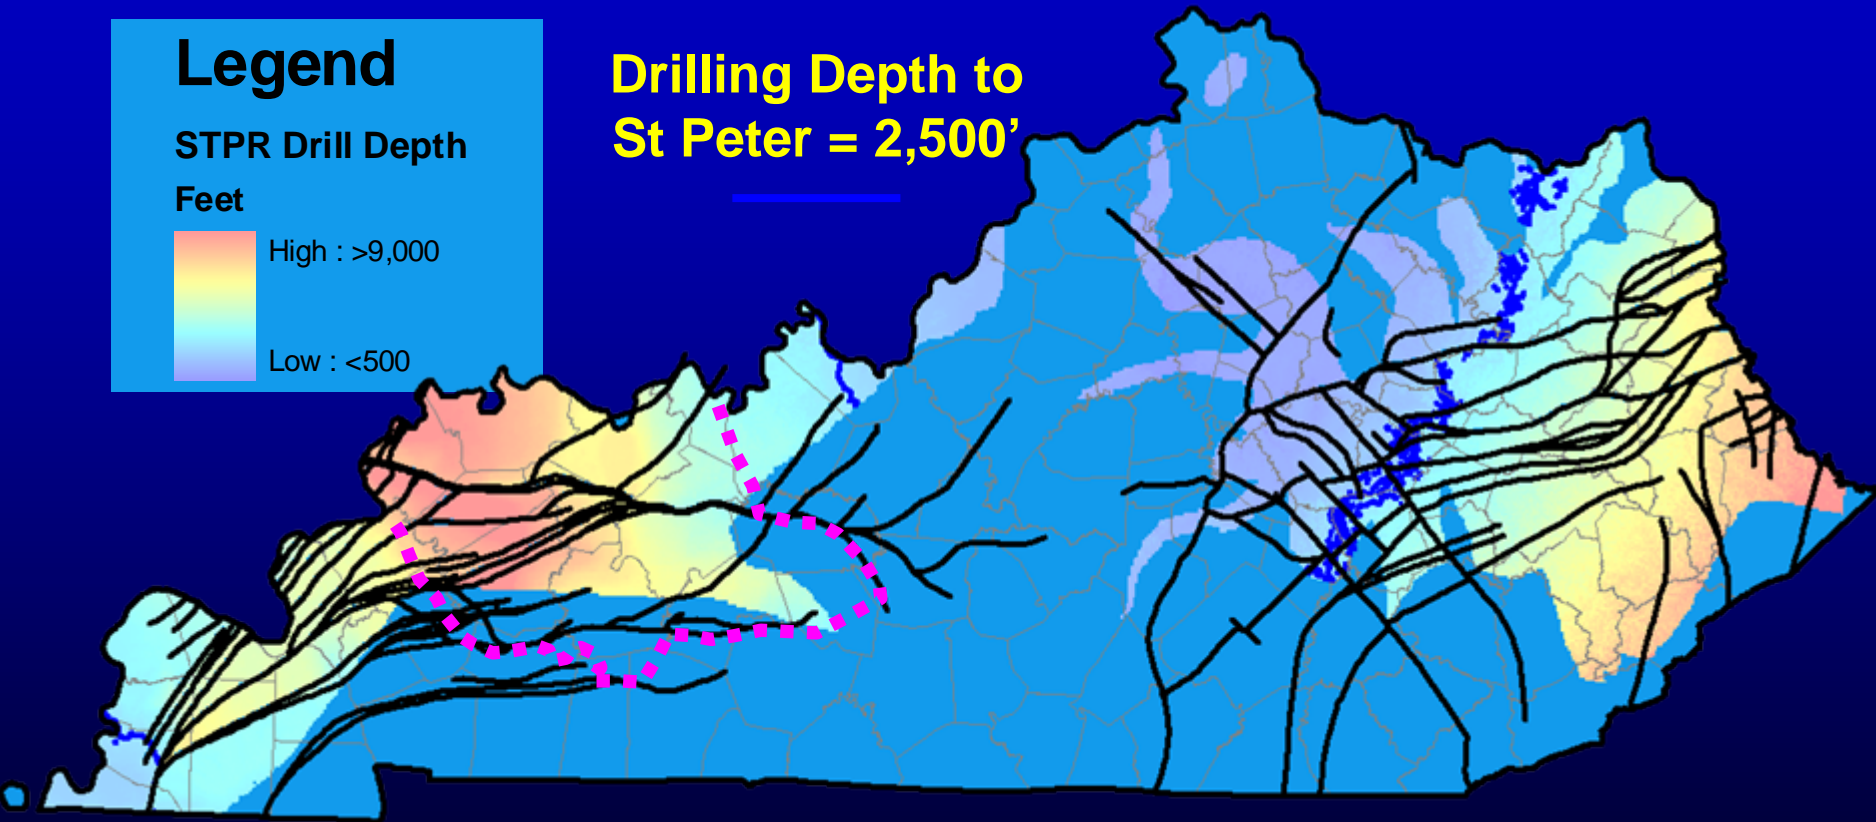 Legend
STPR Drill Depth
Feet
High : >9,000
Low : <500
Drilling Depth to
St Peter = 2,500’